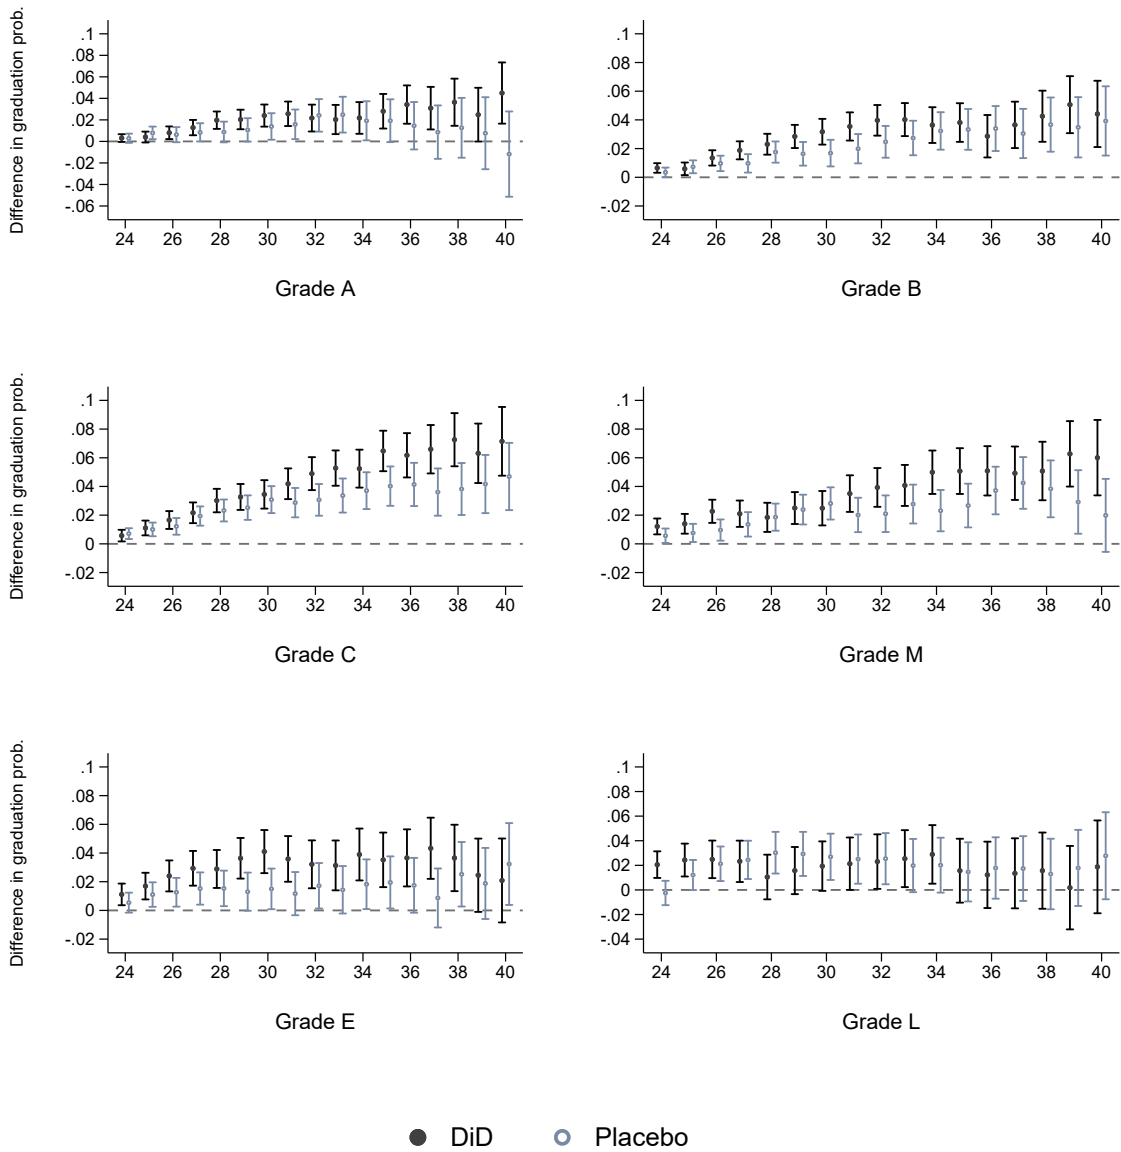 Difference in graduation prob.
.1
.08
.06
.04
.02
0
-.02
-.04
-.06
24 26 28 30 32 34 36 38 40
Grade A
.1
.08
.06
.04
.02
0
-.02
24 26 28 30 32 34 36 38 40
Grade B
Difference in graduation prob.
.1
.08
.06
.04
.02
0
-.02
24 26 28 30 32 34 36 38 40
Grade C
.1
.08
.06
.04
.02
0
-.02
24 26 28 30 32 34 36 38 40
Grade M
Difference in graduation prob.
.1
.08
.06
.04
.02
0
-.02
24 26 28 30 32 34 36 38 40
Grade E
.1
.08
.06
.04
.02
0
-.02
-.04
24 26 28 30 32 34 36 38 40
Grade L
DiD Placebo